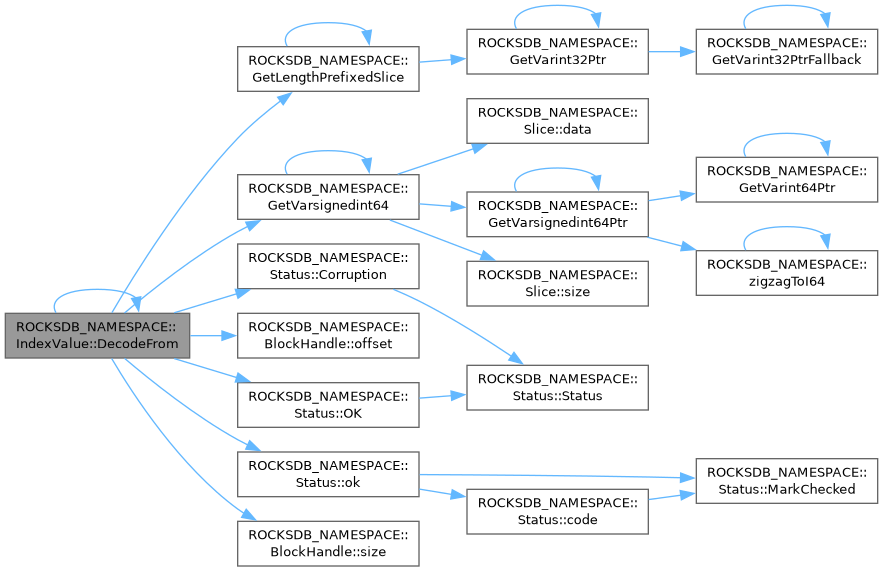 ROCKSDB_NAMESPACE::
IndexValue::DecodeFrom
ROCKSDB_NAMESPACE::
GetLengthPrefixedSlice
ROCKSDB_NAMESPACE::
GetVarint32Ptr
ROCKSDB_NAMESPACE::
GetVarint32PtrFallback
ROCKSDB_NAMESPACE::
GetVarsignedint64
ROCKSDB_NAMESPACE::
Slice::data
ROCKSDB_NAMESPACE::
GetVarsignedint64Ptr
ROCKSDB_NAMESPACE::
GetVarint64Ptr
ROCKSDB_NAMESPACE::
zigzagToI64
ROCKSDB_NAMESPACE::
Slice::size
ROCKSDB_NAMESPACE::
Status::Corruption
ROCKSDB_NAMESPACE::
Status::Status
ROCKSDB_NAMESPACE::
BlockHandle::offset
ROCKSDB_NAMESPACE::
Status::OK
ROCKSDB_NAMESPACE::
Status::ok
ROCKSDB_NAMESPACE::
Status::code
ROCKSDB_NAMESPACE::
Status::MarkChecked
ROCKSDB_NAMESPACE::
BlockHandle::size